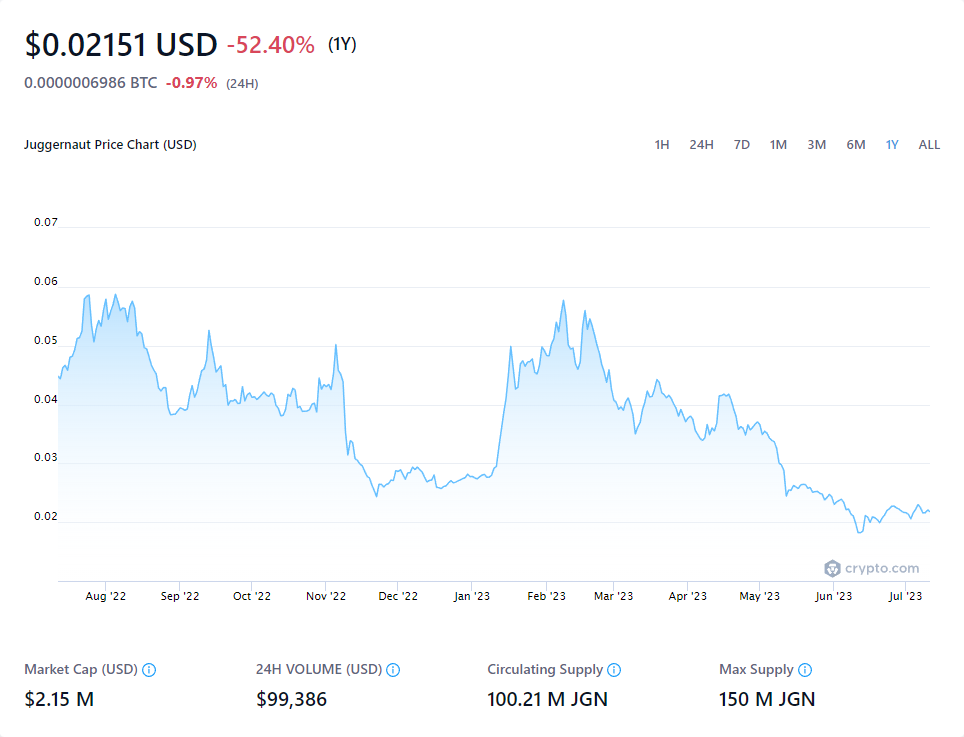 $0.02151 USD -52.40% (1Y)
0.0000006986 BTC -0.97% (24H)
Juggernaut Price Chart (USD) 1H 24H 7D 1M 3M 6M 1Y ALL
0.07
0.06
0.05
0.04
0.03
0.02
crypto.com
Aug '22 Sep '22 Oct '22 Nov '22 Dec '22 Jan '23 Feb '23 Mar '23 Apr '23 May '23 Jun '23 Jul '23
Market Cap (USD) 24H VOLUME (USD) Circulating Supply Max Supply
$2.15 M $99,386 100.21 M JGN 150 M JGN